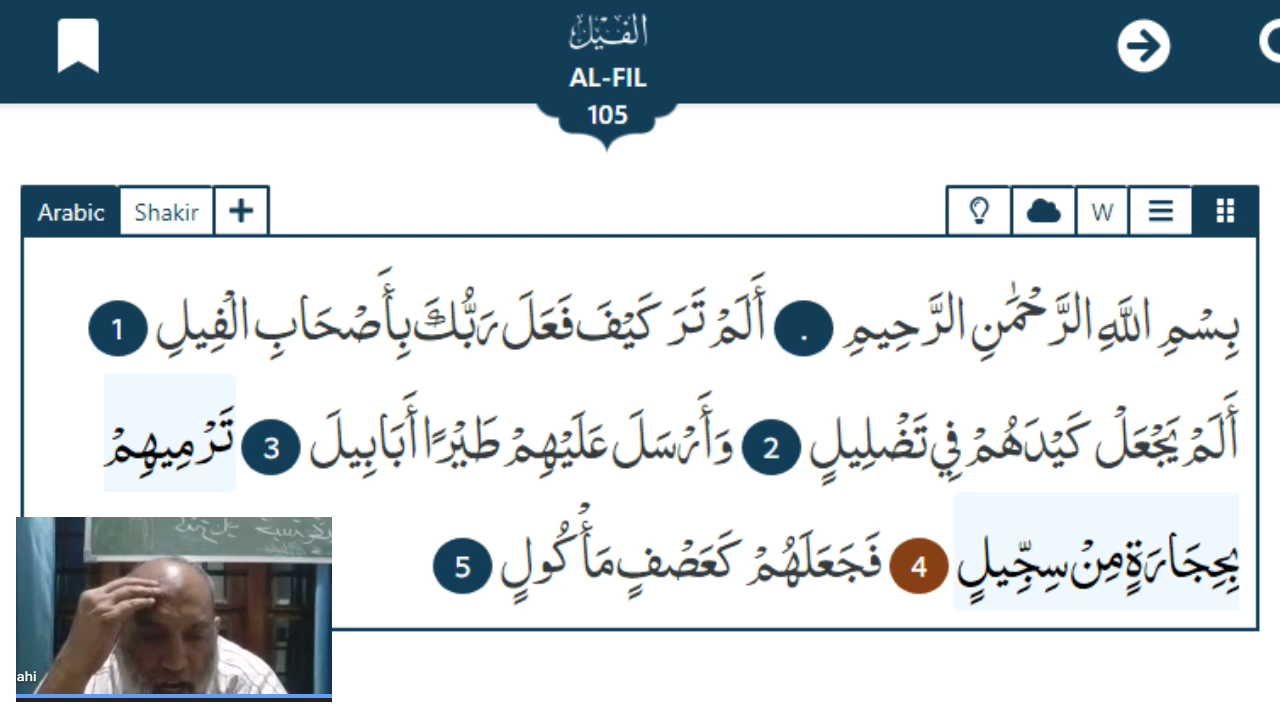 الفيل
AL-FIL
105
Arabic
Shakir
W
بِسْمِ اللَّهِ الرَّحْمَٰنِ الرَّحِيمِ . أَلَمْ تَرَ كَيْفَ فَعَلَ رَبُّكَ بِأَصْحَابِ الْفِيلِ 1
أَلَمْ يَجْعَلْ كَيْدَهُمْ فِي تَضْلِيلٍ 2 وَأَرْسَلَ عَلَيْهِمْ طَيْرًا أَبَابِيلَ 3 تَرْمِيهِمْ
بِحِجَارَةٍ مِنْ سِجِّيلٍ 4 فَجَعَلَهُمْ كَعَصْفٍ مَأْكُولٍ 5
ahi